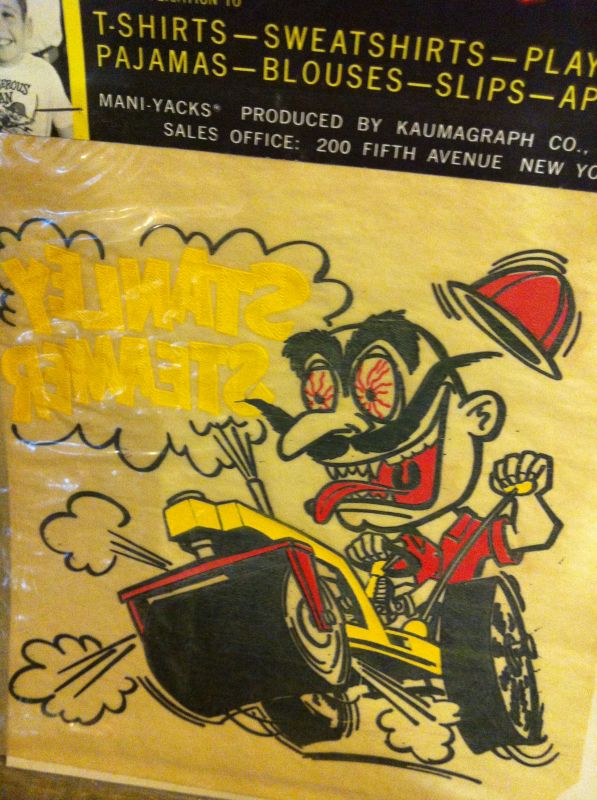 T-SHIRTS—SWEATSHIRTS—PLAY
PAJAMAS—BLOUSES—SLIPS—AP
MANI-YACKS® PRODUCED BY KAUMAGRAPH CO.,
SALES OFFICE: 200 FIFTH AVENUE NEW YO
STANLEY
STEAMER